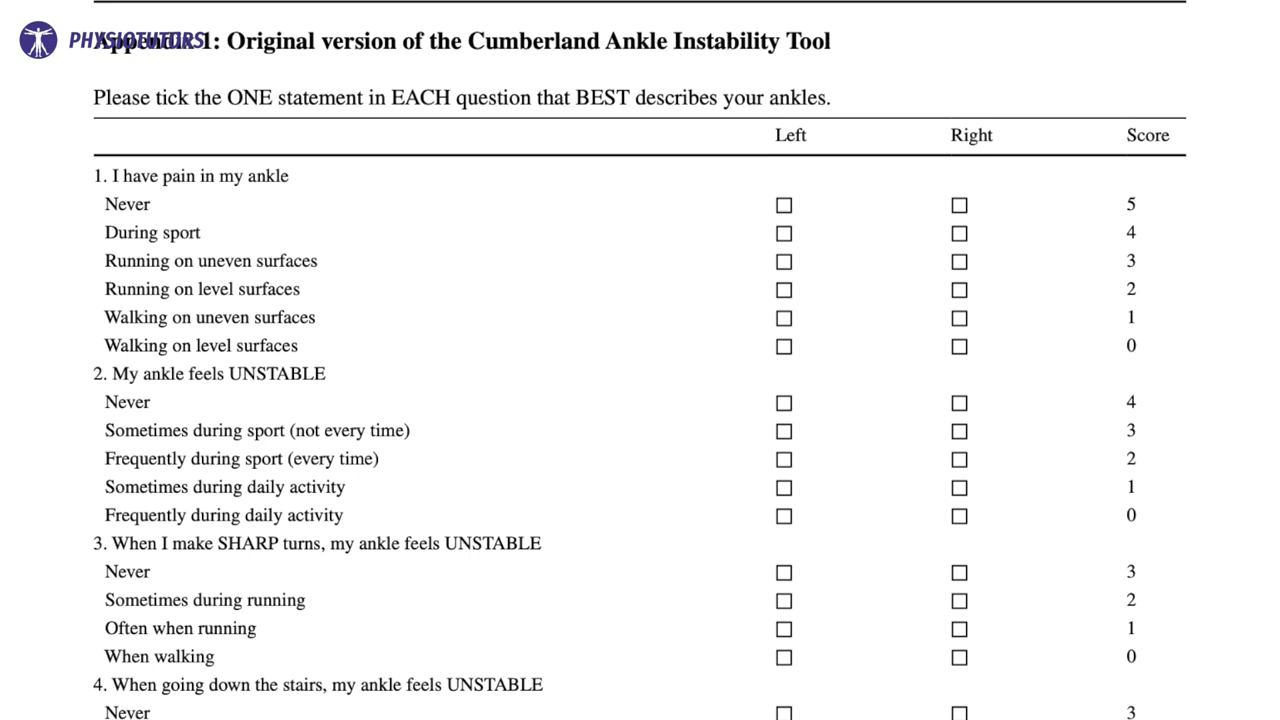 PHYSIOTUTORS
Appendix 1: Original version of the Cumberland Ankle Instability Tool
Please tick the ONE statement in EACH question that BEST describes your ankles.
Left Right Score
1. I have pain in my ankle
Never ☐ ☐ 5
During sport ☐ ☐ 4
Running on uneven surfaces ☐ ☐ 3
Running on level surfaces ☐ ☐ 2
Walking on uneven surfaces ☐ ☐ 1
Walking on level surfaces ☐ ☐ 0
2. My ankle feels UNSTABLE
Never ☐ ☐ 4
Sometimes during sport (not every time) ☐ ☐ 3
Frequently during sport (every time) ☐ ☐ 2
Sometimes during daily activity ☐ ☐ 1
Frequently during daily activity ☐ ☐ 0
3. When I make SHARP turns, my ankle feels UNSTABLE
Never ☐ ☐ 3
Sometimes during running ☐ ☐ 2
Often when running ☐ ☐ 1
When walking ☐ ☐ 0
4. When going down the stairs, my ankle feels UNSTABLE
Never ☐ ☐ 3